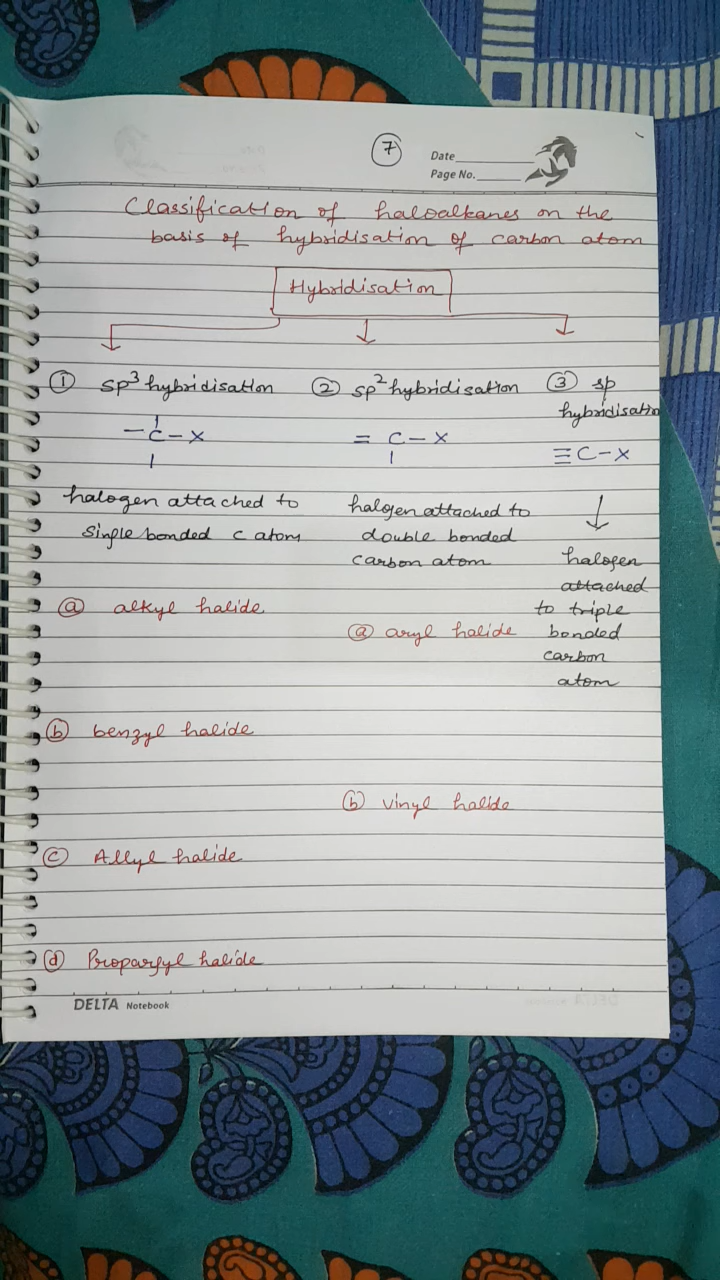 7
Date
Page No.
Classification of haloalkanes on the
basis of hybridisation of carbon atom
Hybridisation
① sp³ hybridisation
−C−X
halogen attached to
single bonded c atom
ⓐ alkyl halide
ⓑ benzyl halide
ⓒ Allyl halide
ⓓ Propargyl halide
② sp² hybridisation
= C − X
halogen attached to
double bonded
carbon atom
ⓐ aryl halide
ⓑ vinyl halide
③ sp
hybridisatio
≡C−X
halogen
attached
to triple
bonded
carbon
atom
DELTA Notebook